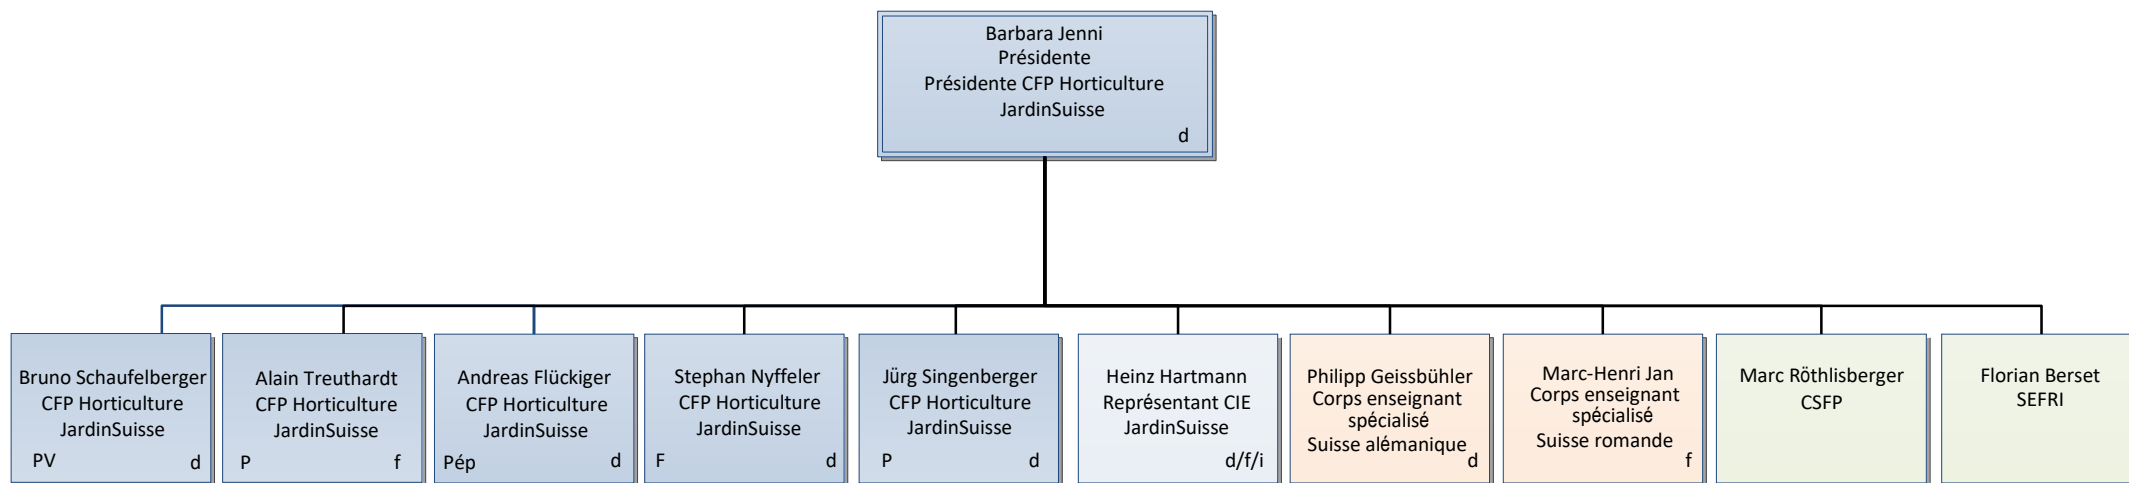 Barbara Jenni
Présidente
Présidente CFP Horticulture
JardinSuisse
d
Bruno Schaufelberger
CFP Horticulture
JardinSuisse
PV d
Alain Treuthardt
CFP Horticulture
JardinSuisse
P f
Andreas Flückiger
CFP Horticulture
JardinSuisse
Pép d
Stephan Nyffeler
CFP Horticulture
JardinSuisse
F d
Jürg Singenberger
CFP Horticulture
JardinSuisse
P d
Heinz Hartmann
Représentant CIE
JardinSuisse
d/f/i
Philipp Geissbühler
Corps enseignant
spécialisé
Suisse alémanique
d
Marc-Henri Jan
Corps enseignant
spécialisé
Suisse romande
f
Marc Röthlisberger
CSFP
Florian Berset
SEFRI